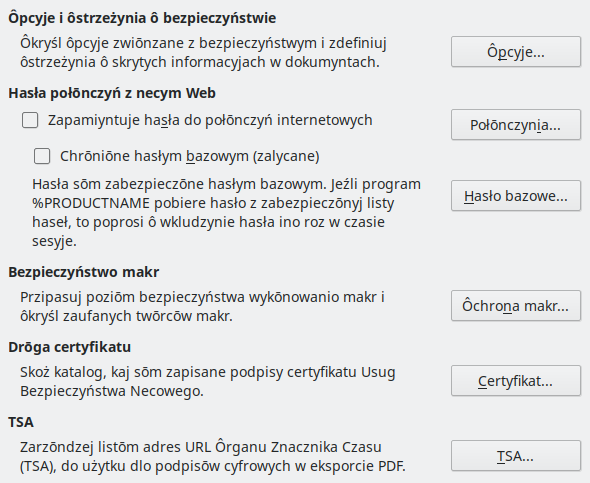 Ôpcyje i ôstrzeżynia ô bezpieczyństwie
Ôkryśl ôpcyje zwiōnzane z bezpieczyństwym i zdefiniuj
ôstrzeżynia ô skrytych informacyjach w dokumyntach.
Ôpcyje...
Hasła połōnczyń z necym Web
Zapamiyntuje hasła do połōnczyń internetowych
Połōnczynia...
Chrōniōne hasłym bazowym (zalycane)
Hasła sōm zabezpieczōne hasłym bazowym. Jeźli program
%PRODUCTNAME pobiere hasło z zabezpieczōnyj listy
haseł, to poprosi ô wkludzynie hasła ino roz w czasie
sesyje.
Hasło bazowe...
Bezpieczyństwo makr
Przipasuj poziōm bezpieczyństwa wykōnowanio makr i
ôkryśl zaufanych twōrcōw makr.
Ôchrona makr...
Drōga certyfikatu
Skoż katalog, kaj sōm zapisane podpisy certyfikatu Usug
Bezpieczyństwa Necowego.
Certyfikat...
TSA
Zarzōndzej listōm adres URL Ôrganu Znacznika Czasu
(TSA), do użytku dlo podpisōw cyfrowych w eksporcie PDF.
TSA...